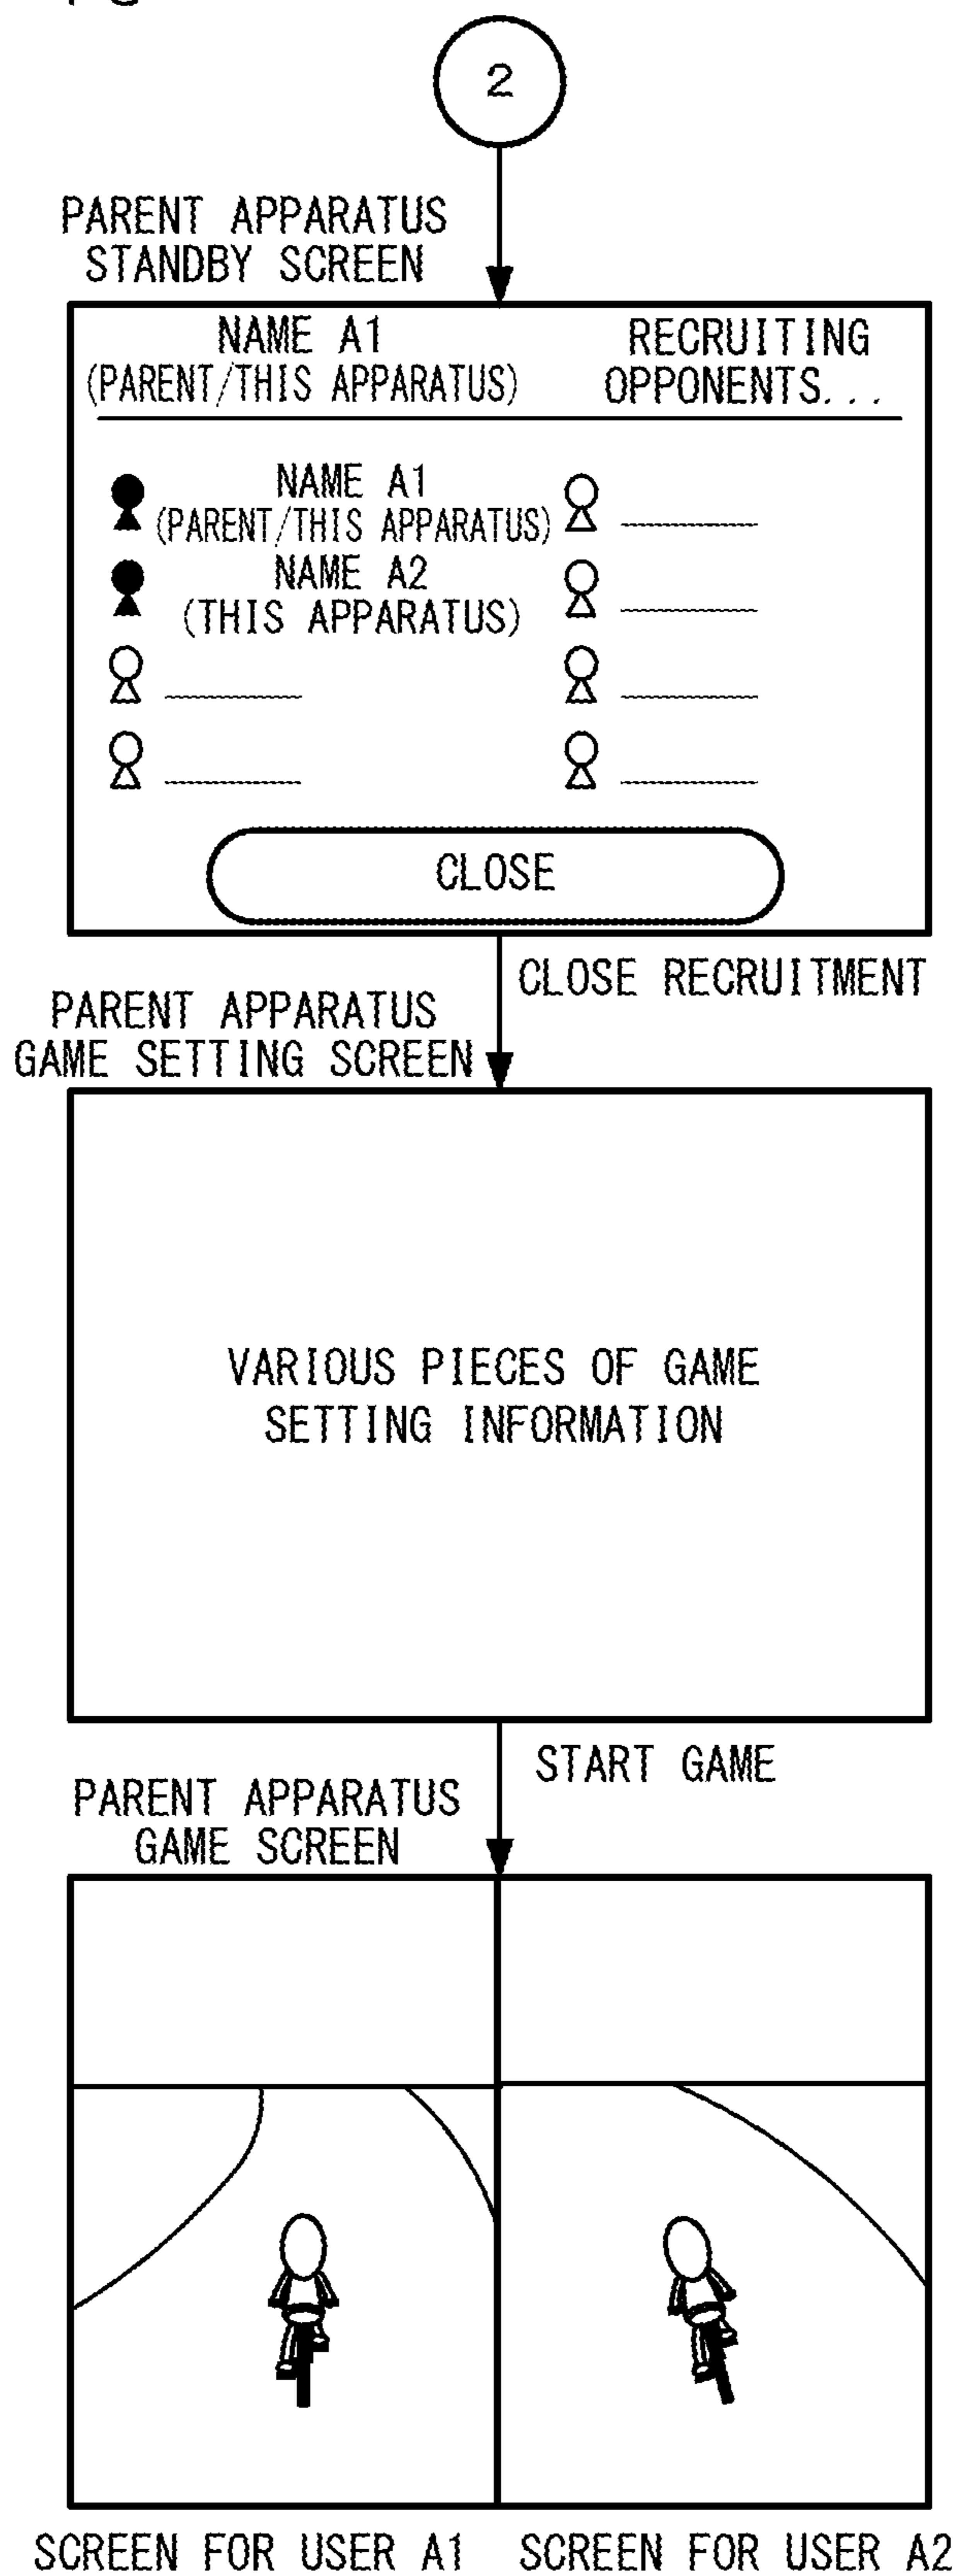 2
PARENT APPARATUS
STANDBY SCREEN
NAME A1
(PARENT/THIS APPARATUS)
RECRUITING
OPPONENTS...
NAME A1
(PARENT/THIS APPARATUS)
NAME A2
(THIS APPARATUS)
CLOSE
CLOSE RECRUITMENT
PARENT APPARATUS
GAME SETTING SCREEN
VARIOUS PIECES OF GAME
SETTING INFORMATION
START GAME
PARENT APPARATUS
GAME SCREEN
SCREEN FOR USER A1
SCREEN FOR USER A2